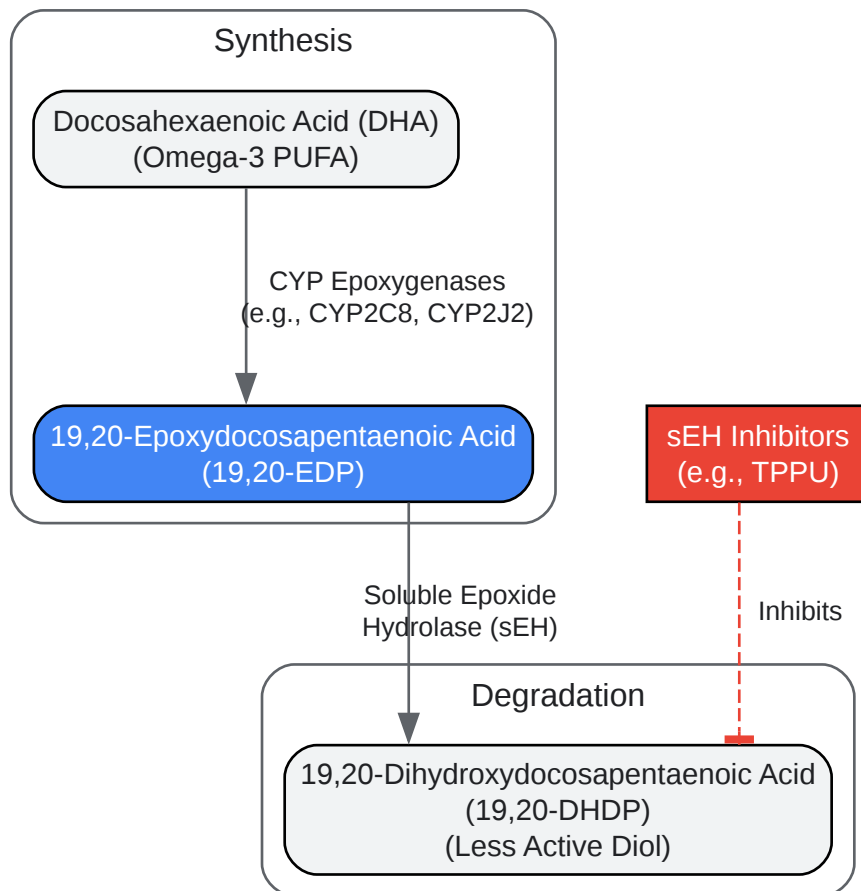 Synthesis
Docosahexaenoic Acid (DHA)
(Omega-3 PUFA)
CYP Epoxygenases
(e.g., CYP2C8, CYP2J2)
19,20-Epoxydocosapentaenoic Acid
(19,20-EDP)
sEH Inhibitors
(e.g., TPPU)
Soluble Epoxide
Hydrolase (sEH)
Inhibits
Degradation
19,20-Dihydroxydocosapentaenoic Acid
(19,20-DHDP)
(Less Active Diol)